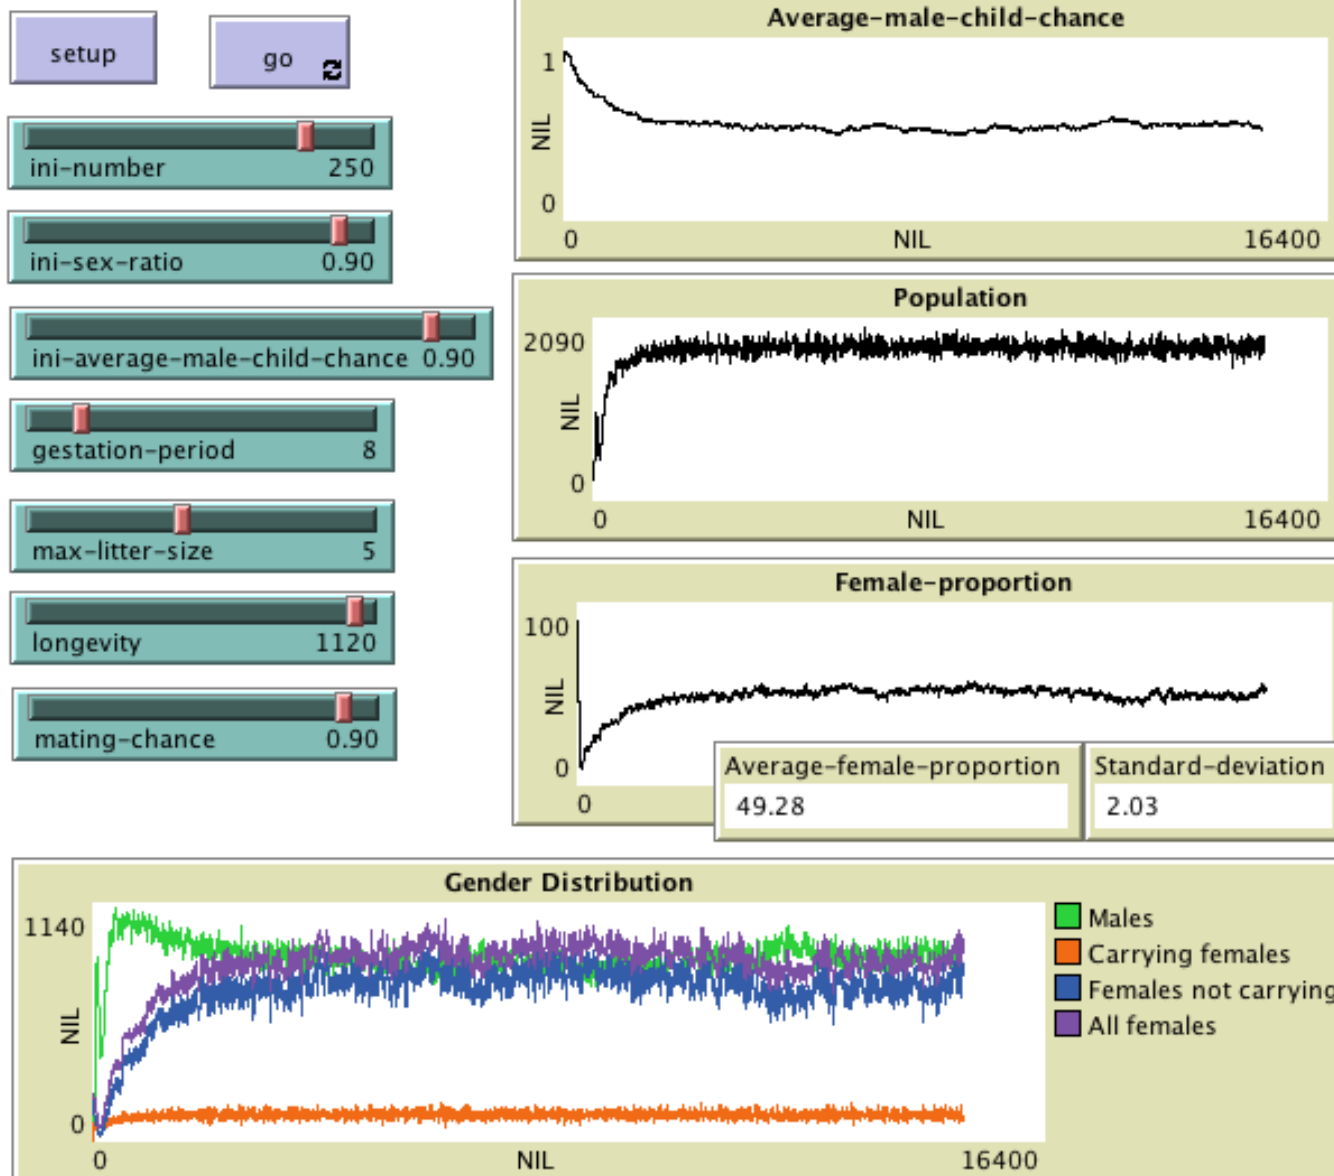 setup
go
ini-number 250
ini-sex-ratio 0.90
ini-average-male-child-chance 0.90
gestation-period 8
max-litter-size 5
longevity 1120
mating-chance 0.90
Average-male-child-chance
1
NIL
0
0 NIL 16400
Population
2090
NIL
0
0 NIL 16400
Female-proportion
100
NIL
0
0
Average-female-proportion
49.28
Standard-deviation
2.03
Gender Distribution
1140
NIL
0
0 NIL 16400
Males
Carrying females
Females not carrying
All females